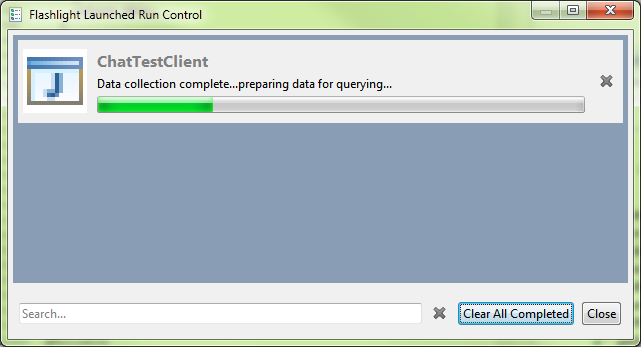 Flashlight Launched Run Control
ChatTestClient
Data collection complete...preparing data for querying...
Search...
Clear All Completed
Close